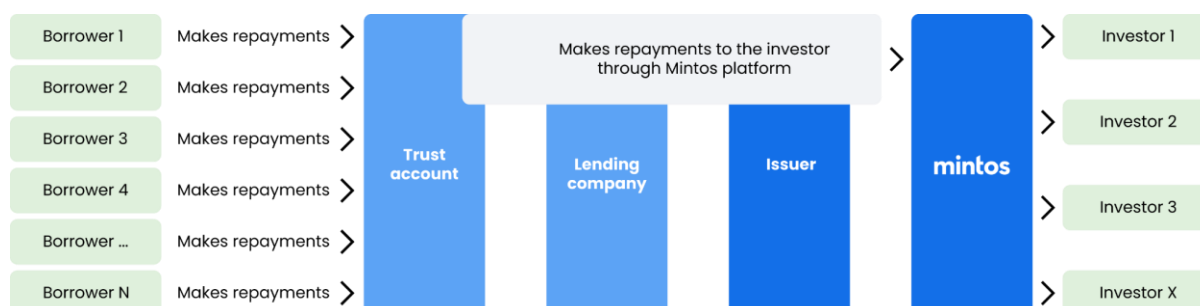 Borrower 1 Makes repayments
Borrower 2 Makes repayments
Borrower 3 Makes repayments
Borrower 4 Makes repayments
Borrower ... Makes repayments
Borrower N Makes repayments
Trust
account
Makes repayments to the investor
through Mintos platform
Lending
company
Issuer
mintos
Investor 1
Investor 2
Investor 3
Investor X